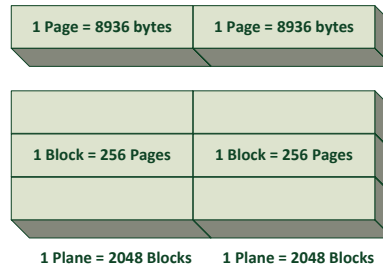 1 Page = 8936 bytes 1 Page = 8936 bytes
1 Block = 256 Pages 1 Block = 256 Pages
1 Plane = 2048 Blocks 1 Plane = 2048 Blocks